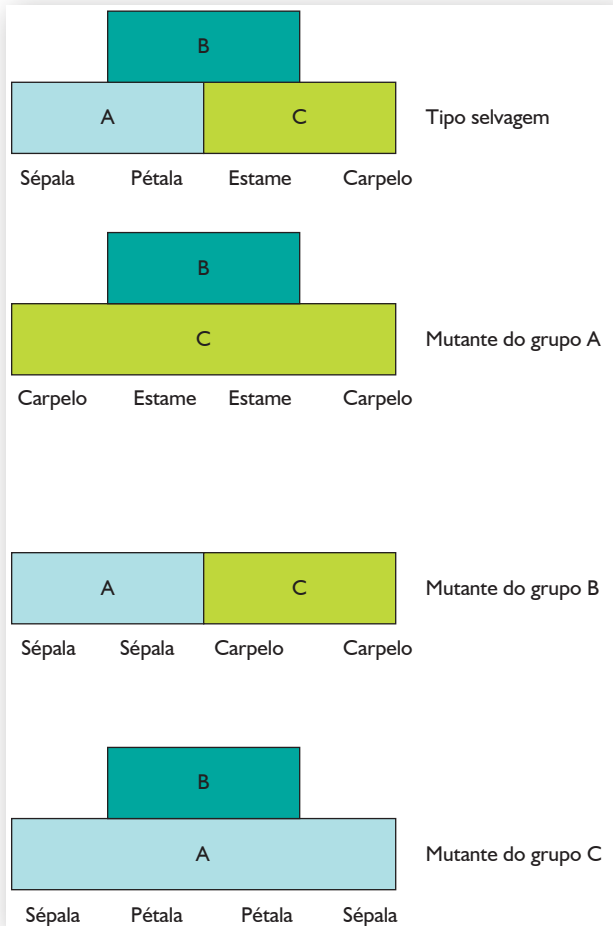 B
A C Tipo selvagem
Sépala Pétala Estame Carpelo
B
C Mutante do grupo A
Carpelo Estame Estame Carpelo
A C Mutante do grupo B
Sépala Sépala Carpelo Carpelo
B
A Mutante do grupo C
Sépala Pétala Pétala Sépala